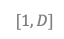 [1, D]